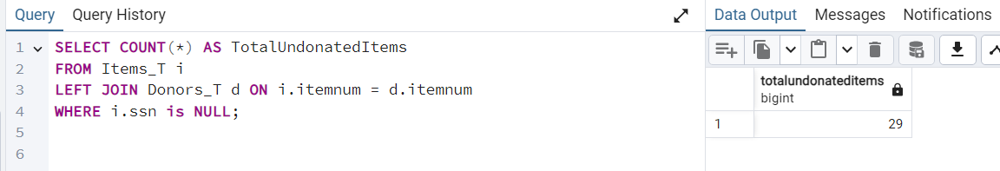 Query Query History
1 SELECT COUNT(*) AS TotalUndonatedItems
2 FROM Items_T i
3 LEFT JOIN Donors_T d ON i.itemnum = d.itemnum
4 WHERE i.ssn is NULL;
5
6
Data Output Messages Notifications
totalundonateditems
bigint
1 29